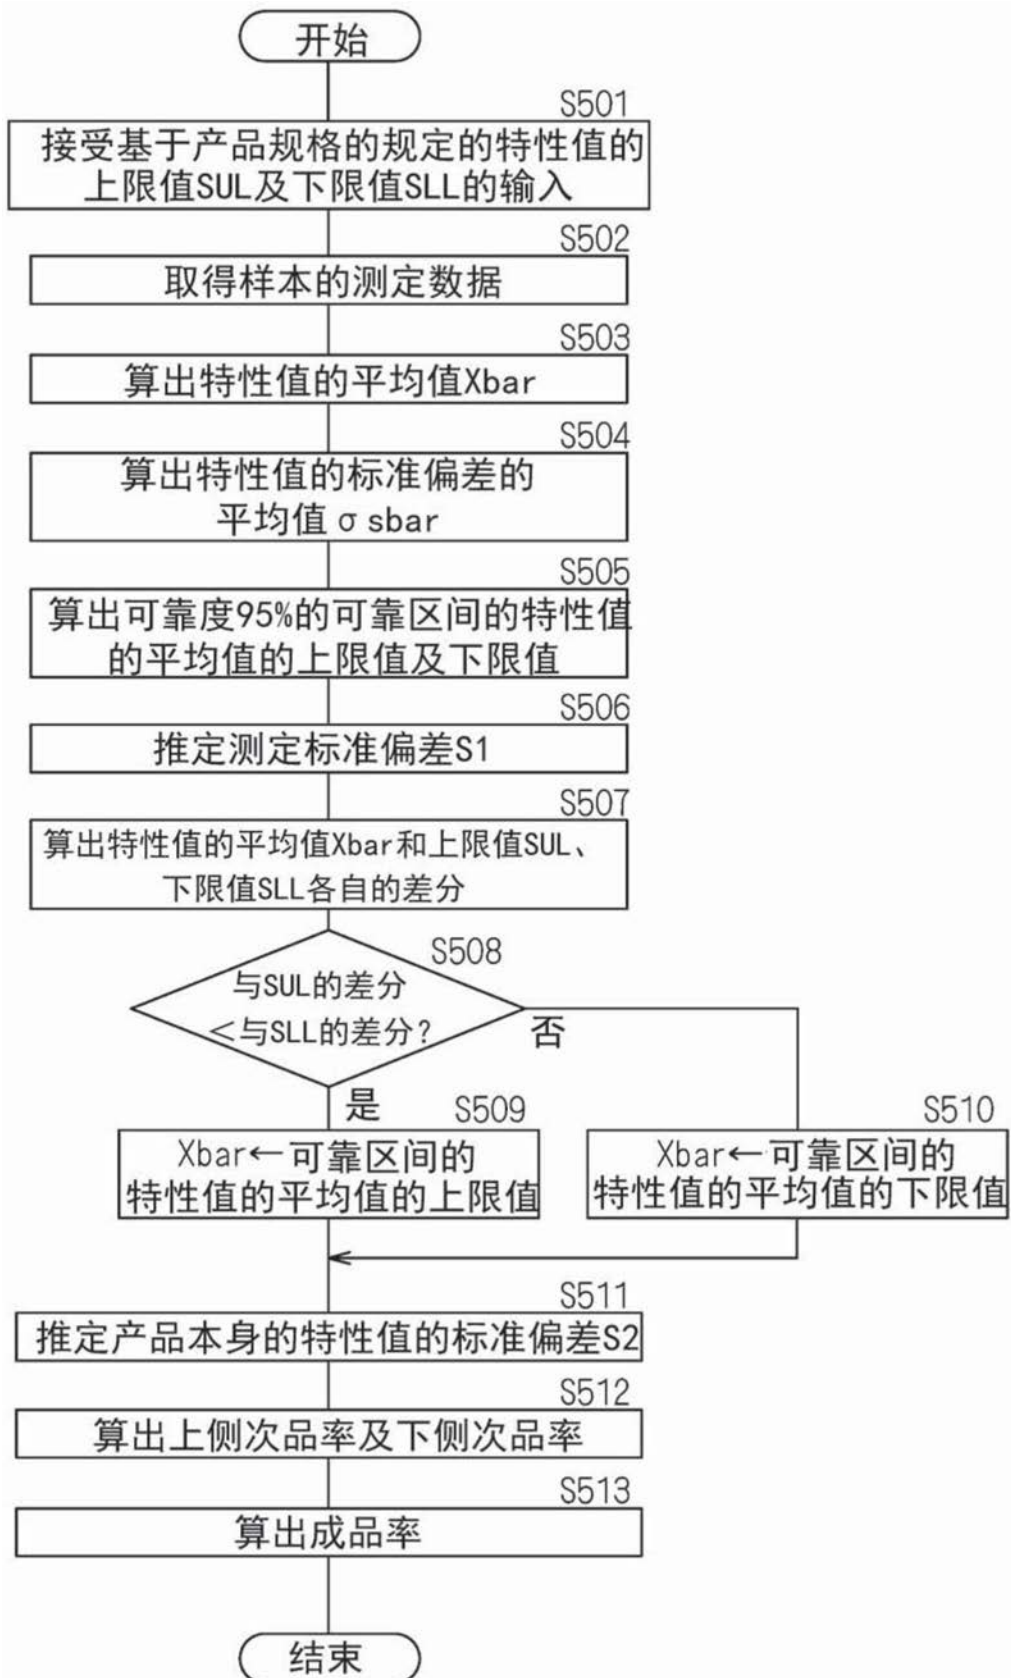 开始
S501
接受基于产品规格的规定的特性值的
上限值SUL及下限值SLL的输入
S502
取得样本的测定数据
S503
算出特性值的平均值Xbar
S504
算出特性值的标准偏差的
平均值σsbar
S505
算出可靠度95%的可靠区间的特性值
的平均值的上限值及下限值
S506
推定测定标准偏差S1
S507
算出特性值的平均值Xbar和上限值SUL、
下限值SLL各自的差分
S508
与SUL的差分
<与SLL的差分?
否
是
S509
Xbar←可靠区间的
特性值的平均值的上限值
S510
Xbar←可靠区间的
特性值的平均值的下限值
S511
推定产品本身的特性值的标准偏差S2
S512
算出上侧次品率及下侧次品率
S513
算出成品率
结束